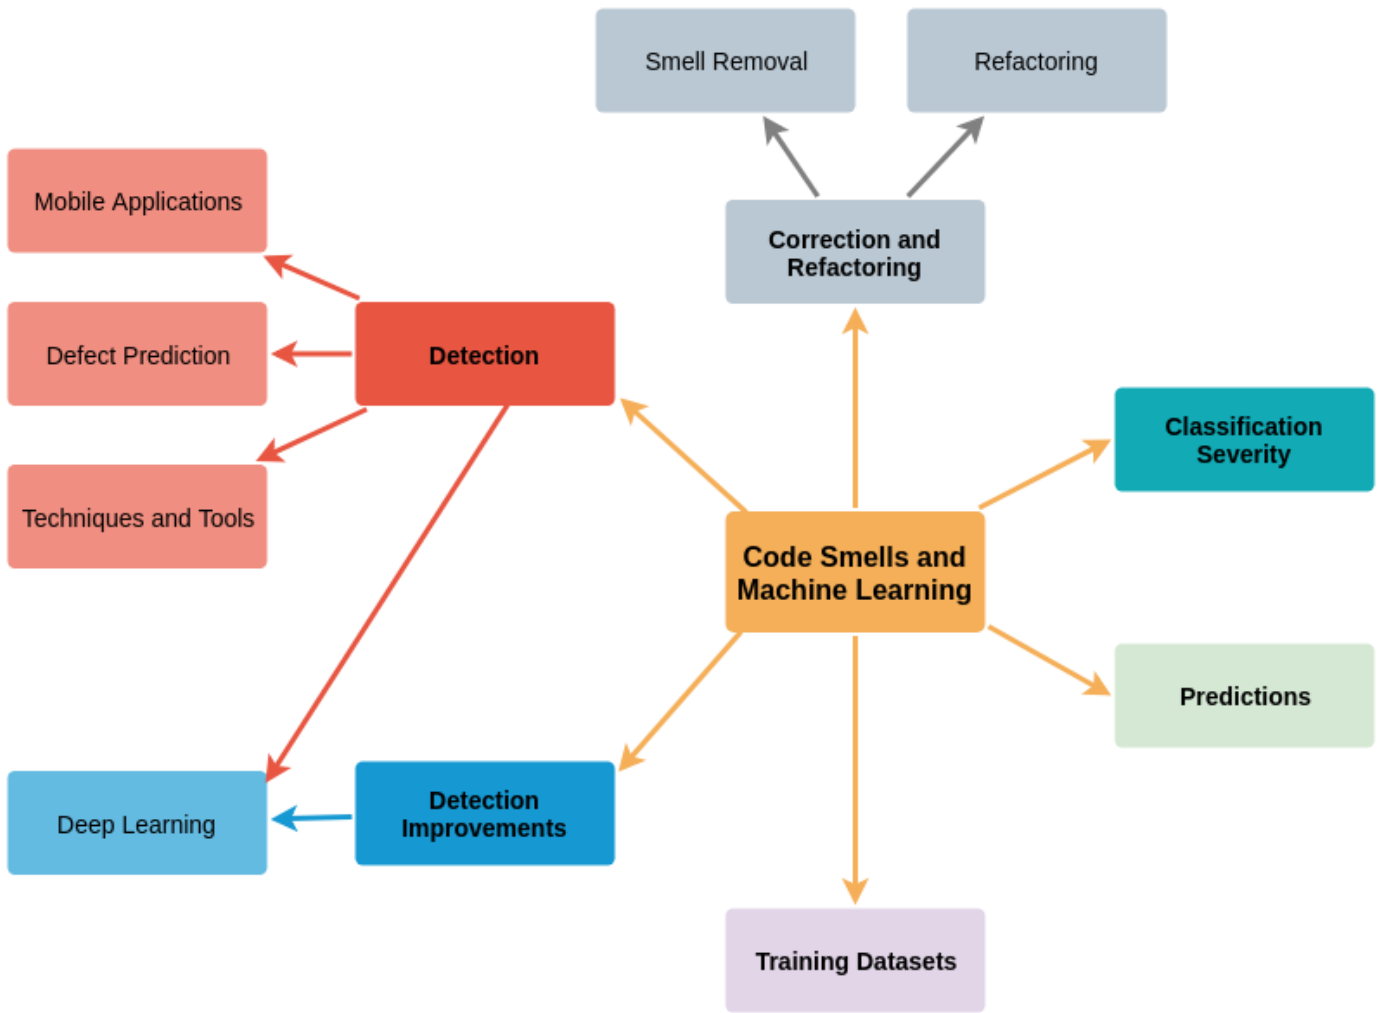 Smell Removal
Refactoring
Mobile Applications
Correction and
Refactoring
Defect Prediction
Detection
Classification
Severity
Techniques and Tools
Code Smells and
Machine Learning
Predictions
Detection
Improvements
Deep Learning
Training Datasets